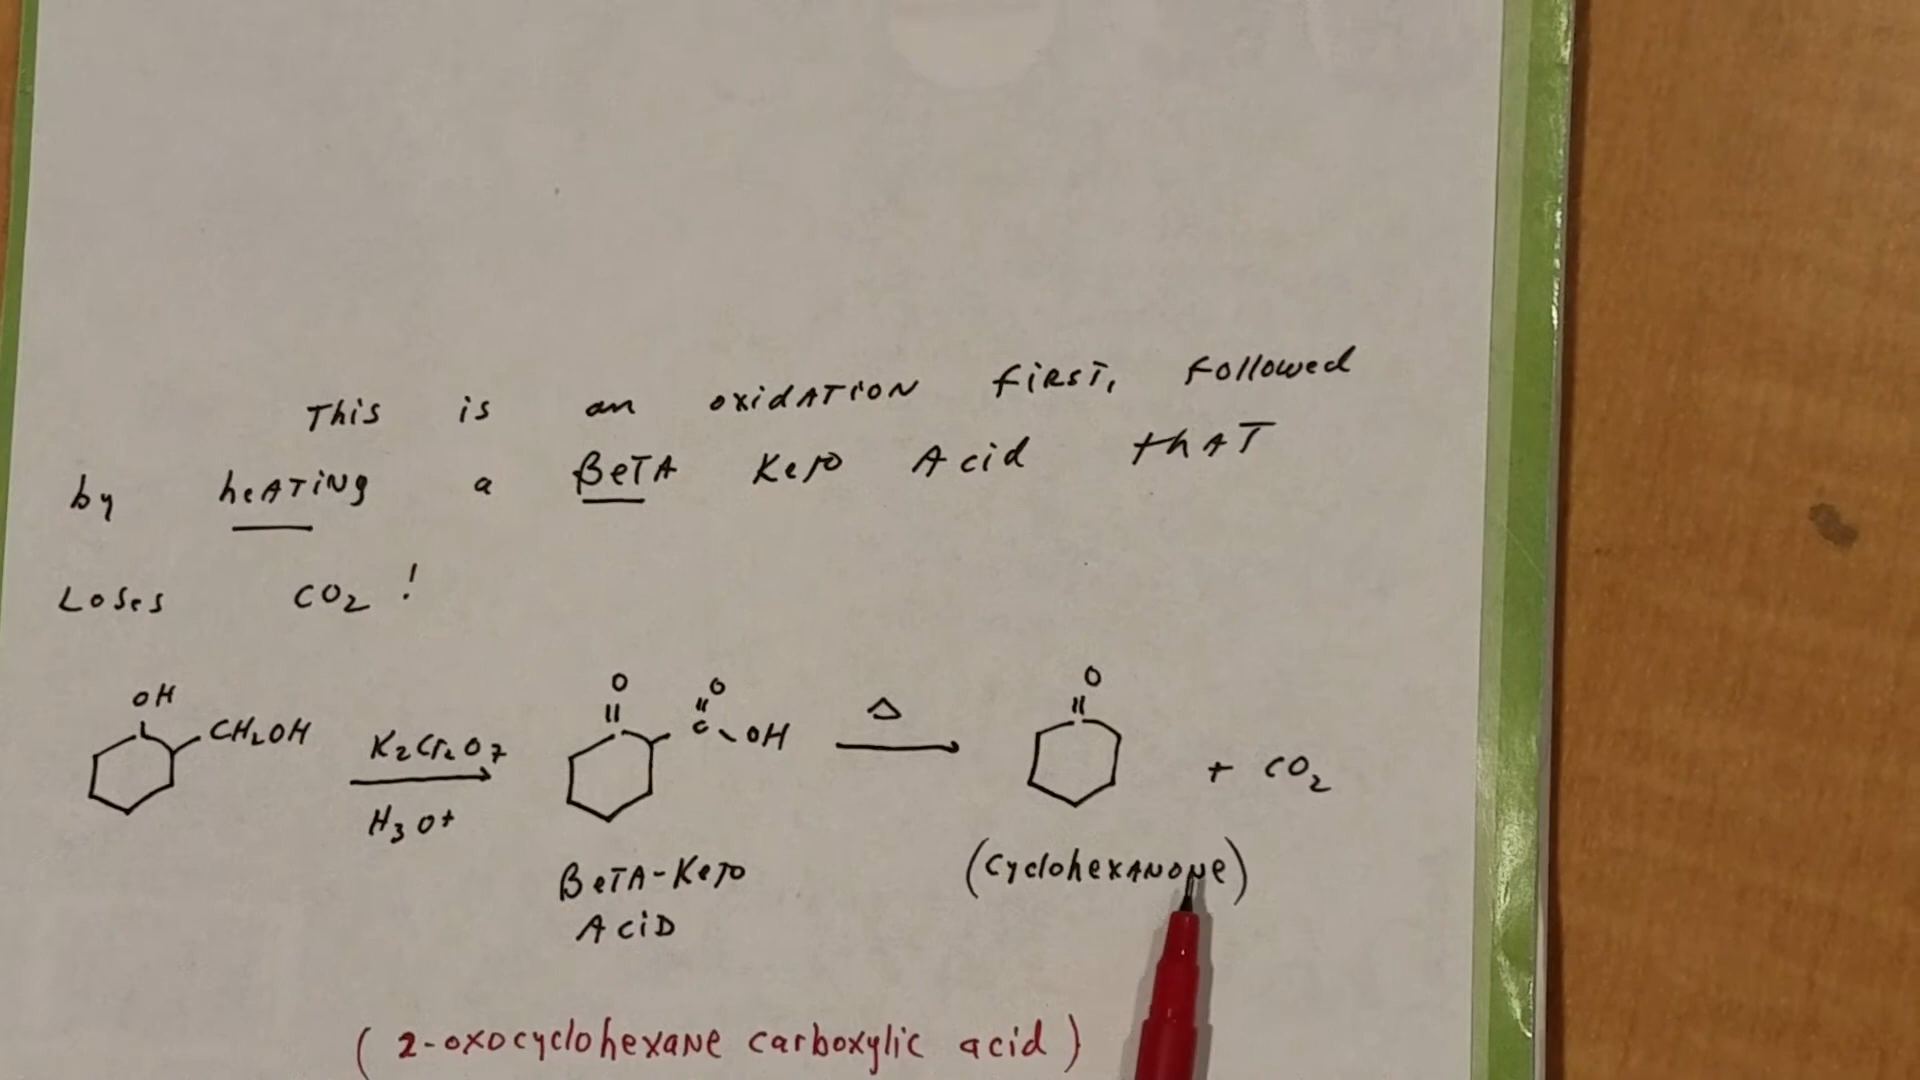 This is an oxidATION FIRST, Followed
by heATiNg a BeTA Keto Acid thAT
Loses CO2 !
OH
CH2OH
K2Cr2O7
H3O+
O
O
C
OH
Δ
O
+ CO2
BeTA-Keto
ACiD
(CyclohexANONe)
(2-oxocyclohexaNe carboxylic acid)